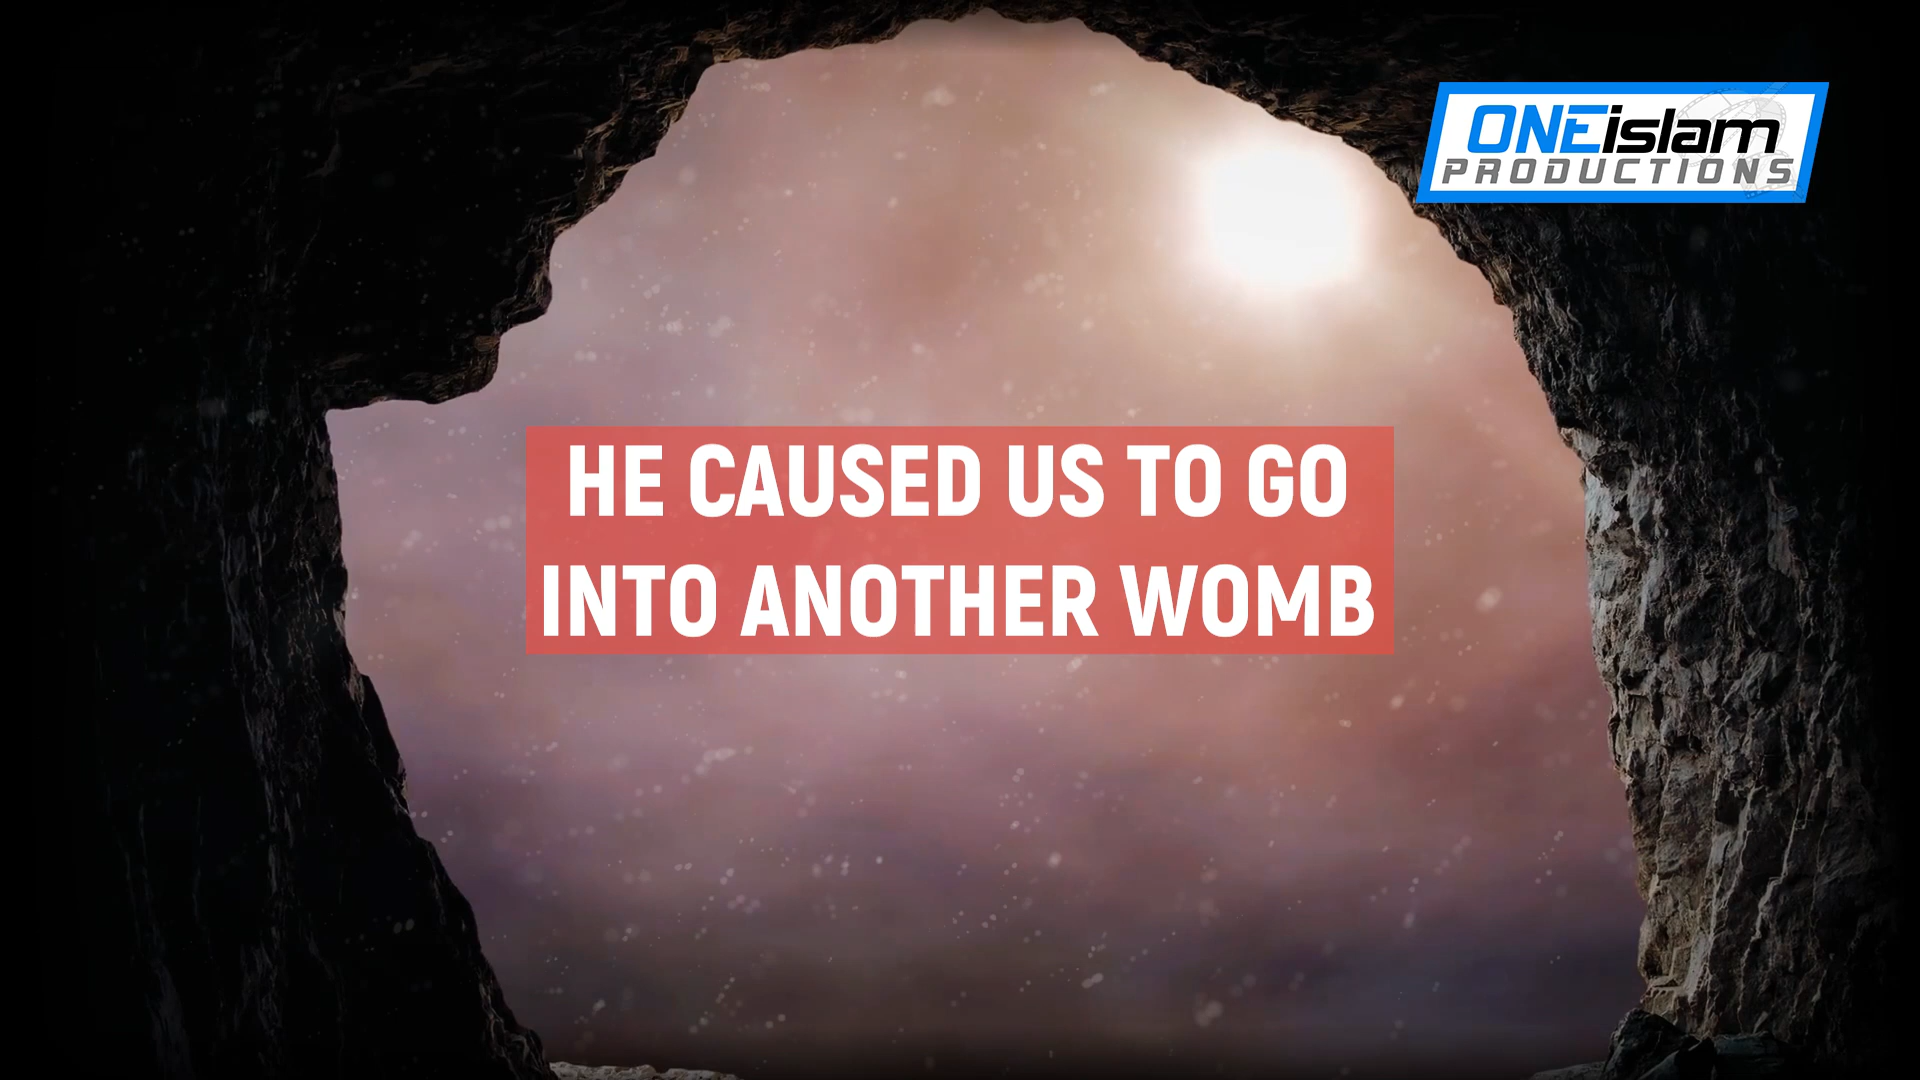 ONEislam
PRODUCTIONS
HE CAUSED US TO GO
INTO ANOTHER WOMB